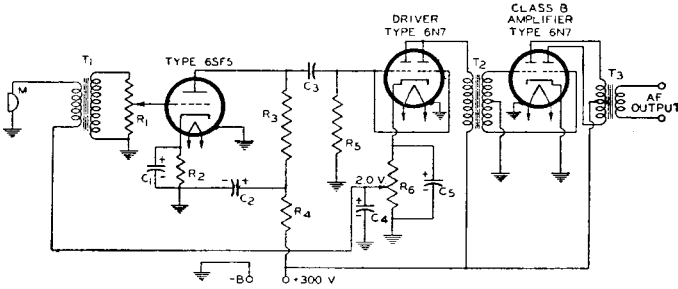 DRIVER
TYPE 6N7
CLASS B
AMPLIFIER
TYPE 6N7
T1
TYPE 6SF5
M
R1
C1
R2
C2
R3
R4
C3
R5
2.0 V
C4
R6
C5
T2
T3
AF
OUTPUT
-B
+300 V